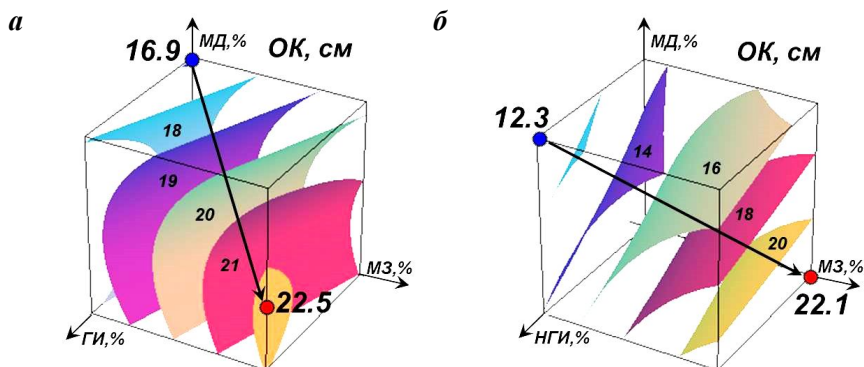 а
16.9
МД,%
ОК, см
18
19
20
21
22.5
МЗ,%
ГИ,%
б
МД,%
ОК, см
12.3
14
16
18
20
МЗ,%
22.1
НГИ,%